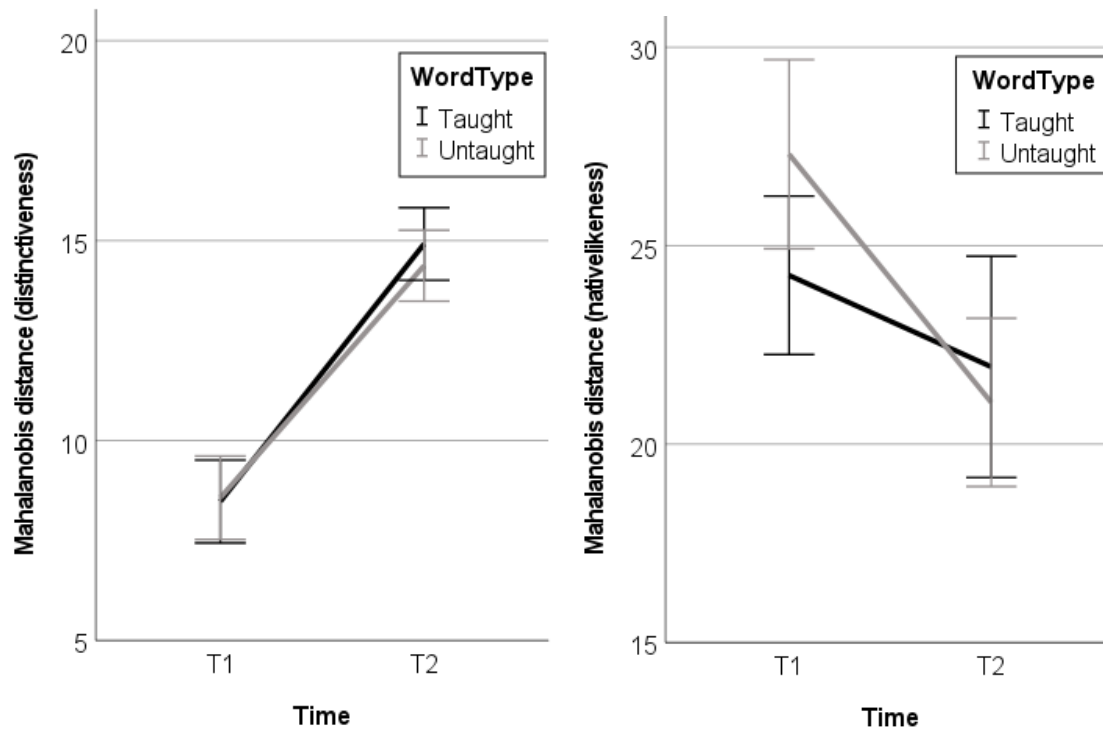 Mahalanobis distance (distinctiveness)
20
15
10
5
WordType
Taught
Untaught
T1
T2
Time
Mahalanobis distance (nativelikeness)
30
25
20
15
WordType
Taught
Untaught
T1
T2
Time